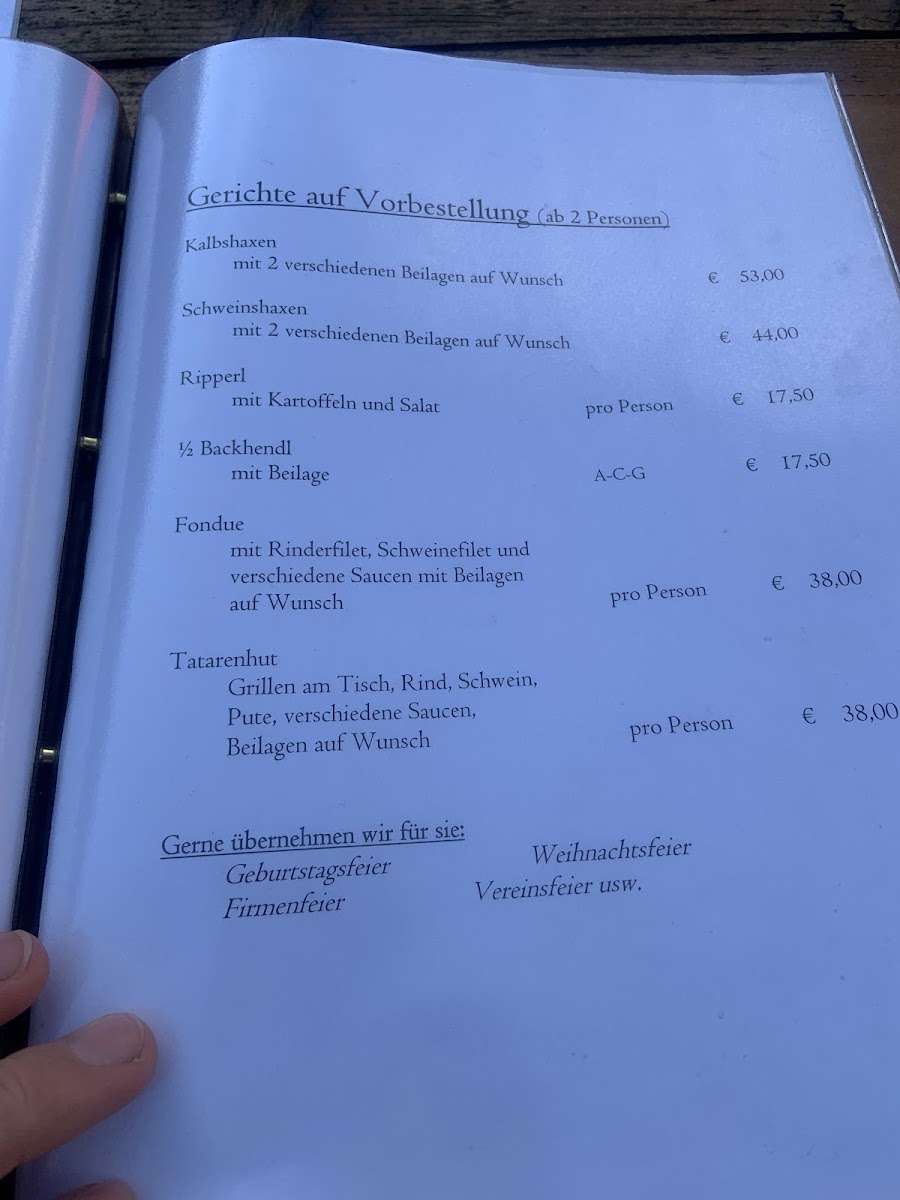 Gerichte auf Vorbestellung (ab 2 Personen)
Kalbshaxen
mit 2 verschiedenen Beilagen auf Wunsch € 53,00
Schweinshaxen
mit 2 verschiedenen Beilagen auf Wunsch € 44,00
Ripperl
mit Kartoffeln und Salat pro Person € 17,50
½ Backhendl
mit Beilage A-C-G € 17,50
Fondue
mit Rinderfilet, Schweinefilet und
verschiedene Saucen mit Beilagen
auf Wunsch pro Person € 38,00
Tatarenhut
Grillen am Tisch, Rind, Schwein,
Pute, verschiedene Saucen,
Beilagen auf Wunsch pro Person € 38,00
Gerne übernehmen wir für sie:
Geburtstagsfeier Weihnachtsfeier
Firmenfeier Vereinsfeier usw.